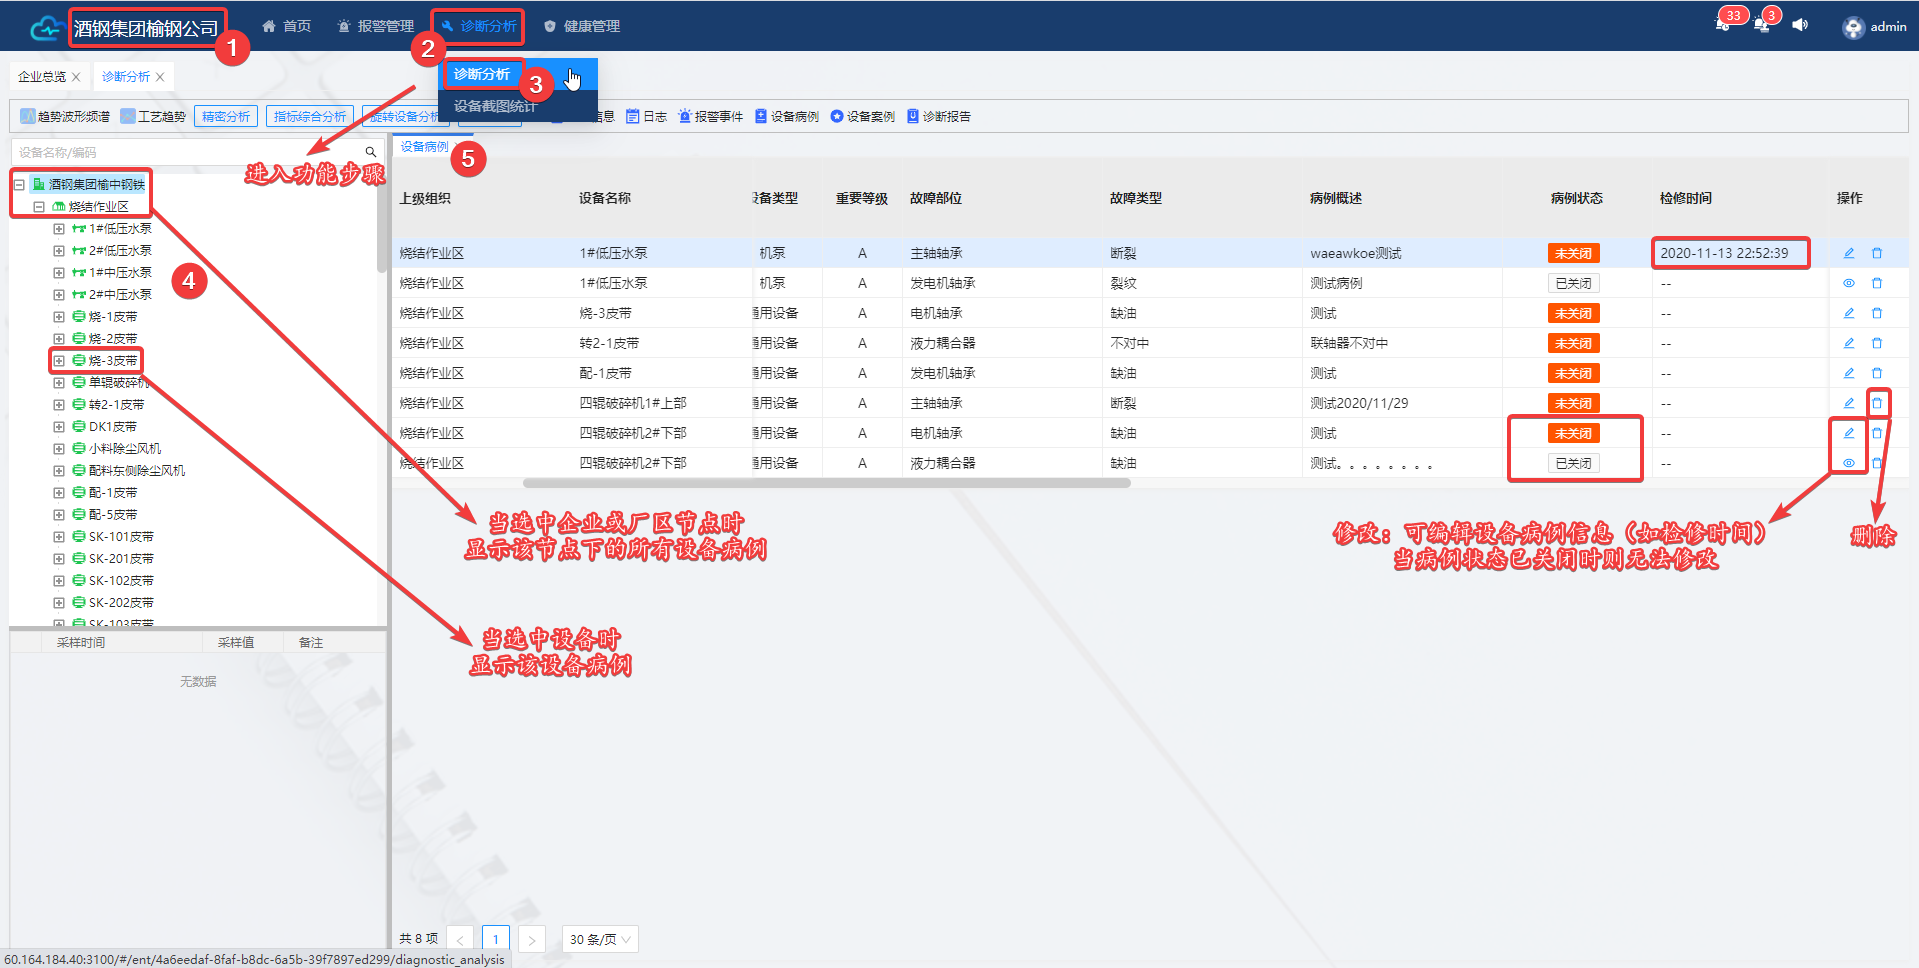 酒钢集团榆钢公司
1
首页
报警管理
诊断分析
2
健康管理
33
3
admin
企业总览
诊断分析
诊断分析
3
设备截图统计
趋势波形频谱
工艺趋势
精密分析
指标综合分析
旋转设备分析
信息
日志
报警事件
设备病例
设备案例
诊断报告
设备名称/编码
进入功能步骤
设备病例
5
酒钢集团榆中钢铁
烧结作业区
1#低压水泵
2#低压水泵
1#中压水泵
2#中压水泵
4
烧-1皮带
烧-2皮带
烧-3皮带
单辊破碎机
转2-1皮带
DK1皮带
小料除尘风机
配料东侧除尘风机
配-1皮带
配-5皮带
SK-101皮带
SK-201皮带
SK-102皮带
SK-202皮带
SK-103皮带
上级组织 设备名称 设备类型 重要等级 故障部位 故障类型 病例概述 病例状态 检修时间 操作
烧结作业区 1#低压水泵 机泵 A 主轴轴承 断裂 waeawkoe测试 未关闭 2020-11-13 22:52:39
烧结作业区 1#低压水泵 机泵 A 发电机轴承 裂纹 测试病例 已关闭 --
烧结作业区 烧-3皮带 通用设备 A 电机轴承 缺油 测试 未关闭 --
烧结作业区 转2-1皮带 通用设备 A 液力耦合器 不对中 联轴器不对中 未关闭 --
烧结作业区 配-1皮带 通用设备 A 发电机轴承 缺油 测试 未关闭 --
烧结作业区 四辊破碎机1#上部 通用设备 A 主轴轴承 断裂 测试2020/11/29 未关闭 --
烧结作业区 四辊破碎机2#下部 通用设备 A 电机轴承 缺油 测试 未关闭 --
烧结作业区 四辊破碎机2#下部 通用设备 A 液力耦合器 缺油 测试。。。。。。。。 已关闭 --
当选中企业或厂区节点时
显示该节点下的所有设备病例
修改：可编辑设备病例信息（如检修时间）
当病例状态已关闭时则无法修改
删除
当选中设备时
显示该设备病例
采样时间 采样值 备注
无数据
共 8 项 < 1 > 30 条/页
60.164.184.40:3100/#/ent/4a6eedaf-8faf-b8dc-6a5b-39f7897ed299/diagnostic_analysis